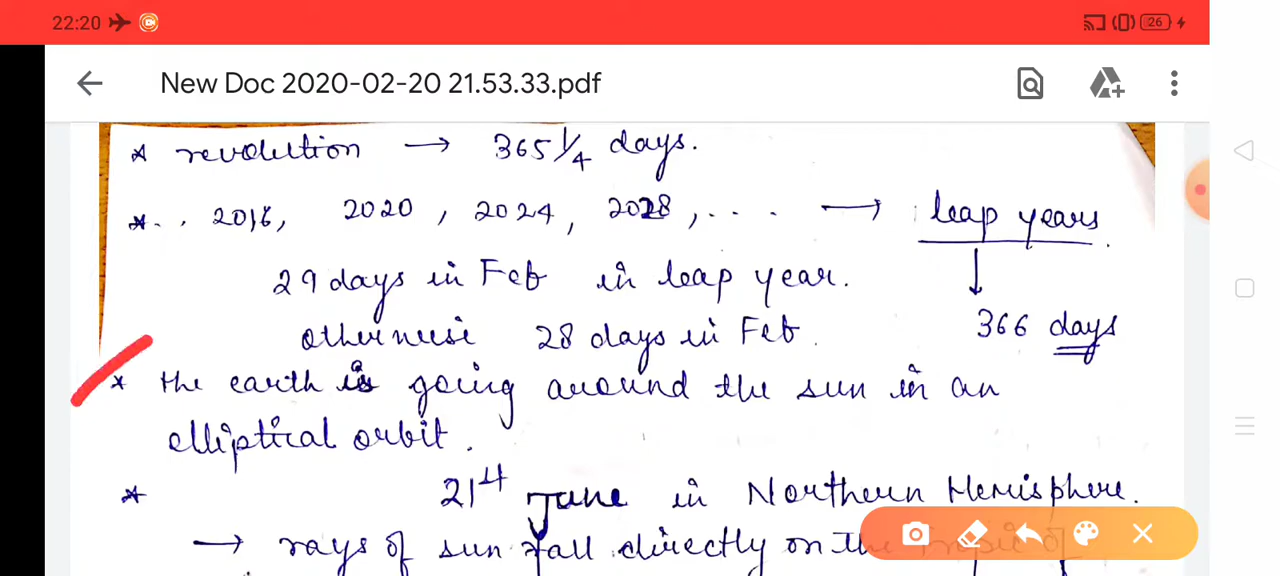 22:20 26
New Doc 2020-02-20 21.53.33.pdf
* revolution → 365 1/4 days.
*. , 2016, 2020, 2024, 2028, . . . → leap years.
29 days in Feb in leap year.
otherwise 28 days in Feb. 366 days
* the earth is going around the sun in an
elliptical orbit.
* 21st June in Northern Hemisphere.
→ rays of sun fall directly on the Tropic of